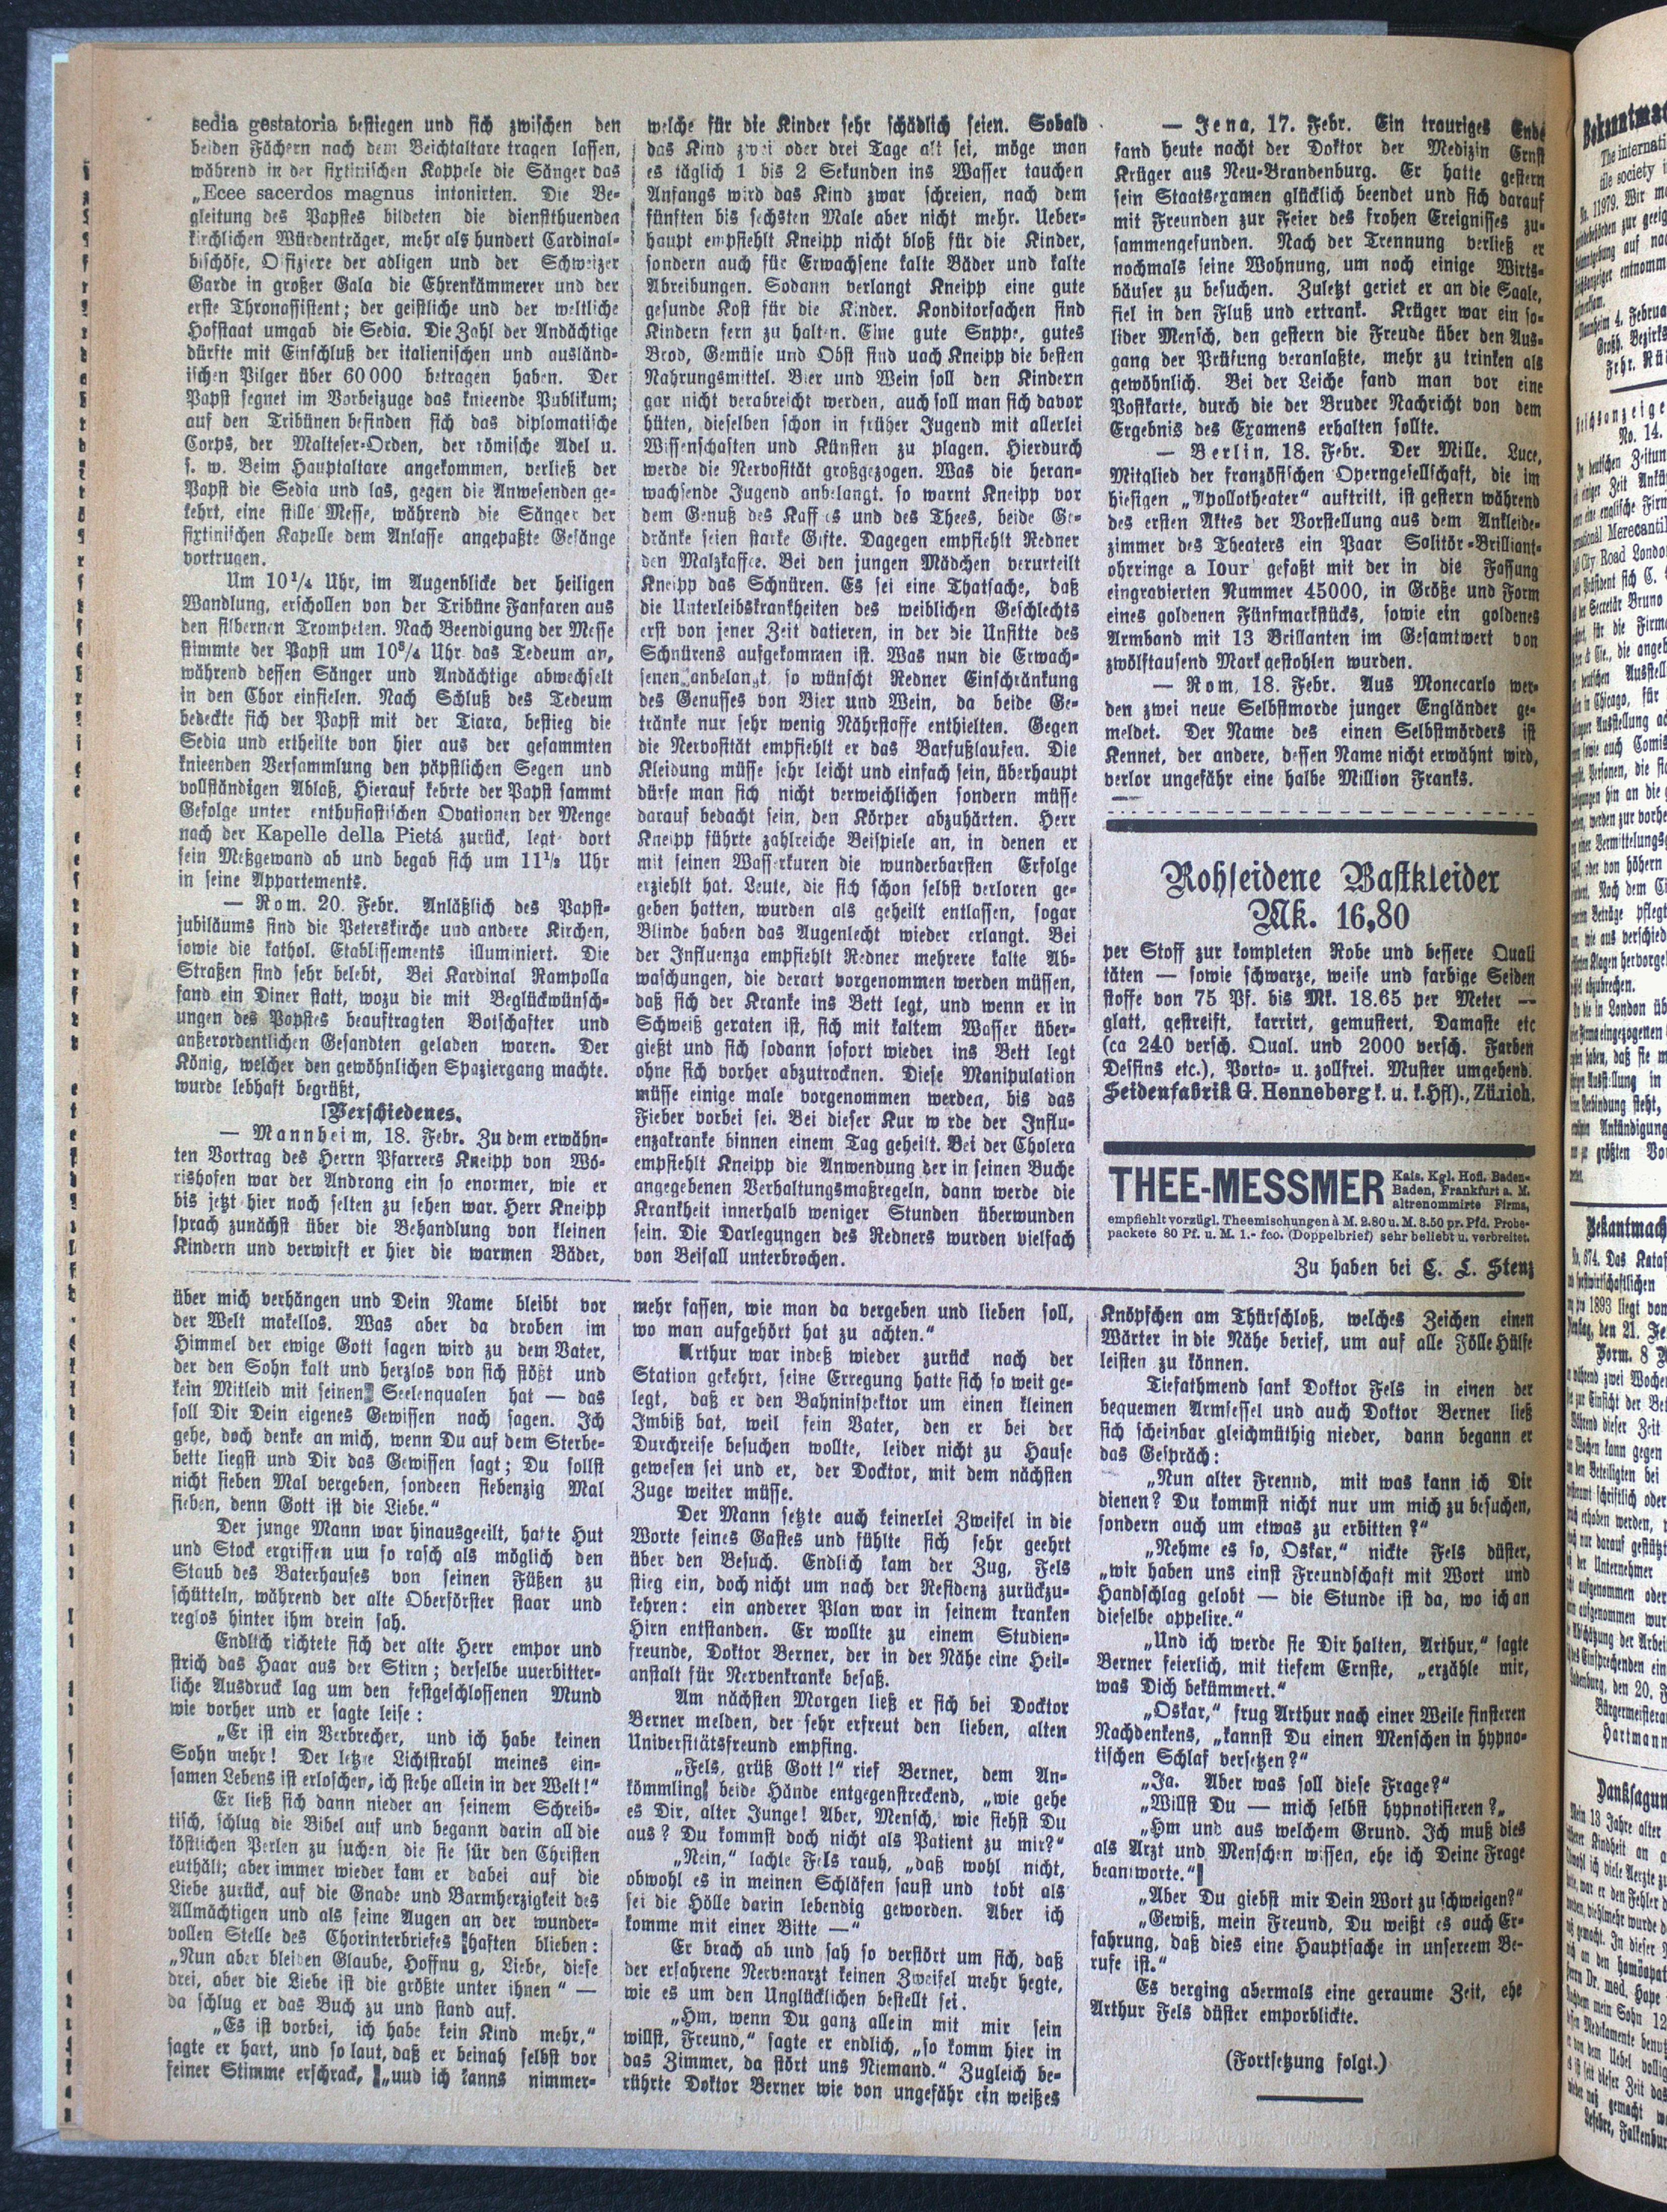 sedia gestatoria bestiegen und sich zwischen den
beiden Fächern nach dem Beichtaltare tragen lassen,
während in der sixtinischen Kappele die Sänger das
„Ecee sacerdos magnus intonirten. Die Be-
gleitung des Papstes bildeten die dienstthuenden
kirchlichen Würdenträger, mehr als hundert Cardinal-
bischöfe, Offiziere der adligen und der Schweizer
Garde in großer Gala die Ehrenkämmerer und der
erste Thronassistent; der geistliche und der weltliche
Hofstaat umgab die Sedia. Die Zahl der Andächtige
dürfte mit Einschluß der italienischen und ausländ-
ischen Pilger über 60 000 betragen haben. Der
Papst segnet im Vorbeizuge das knieende Publikum;
auf den Tribünen befinden sich das diplomatische
Corps, der Malteser-Orden, der römische Adel u.
s. w. Beim Hauptaltare angekommen, verließ der
Papst die Sedia und las, gegen die Anwesenden ge-
kehrt, eine stille Messe, während die Sänger der
sixtinischen Kapelle dem Anlasse angepaßte Gesänge
vortrugen.
Um 10¼ Uhr, im Augenblicke der heiligen
Wandlung, erschollen von der Tribüne Fanfaren aus
den silbernen Trompeten. Nach Beendigung der Messe
stimmte der Papst um 10¾ Uhr das Tedeum an,
während dessen Sänger und Andächtige abwechselt
in den Chor einfielen. Nach Schluß des Tedeum
bedeckte sich der Papst mit der Tiara, bestieg die
Sedia und ertheilte von hier aus der gesammten
knieenden Versammlung den päpstlichen Segen und
vollständigen Ablaß, Hierauf kehrte der Papst sammt
Gefolge unter enthusiastischen Ovationen der Menge
nach der Kapelle della Pietá zurück, legt dort
sein Meßgewand ab und begab sich um 11½ Uhr
in seine Appartements.
— Rom. 20. Febr. Anläßlich des Papst-
jubiläums sind die Peterskirche und andere Kirchen,
sowie die kathol. Etablissements illuminiert. Die
Straßen sind sehr belebt, Bei Kardinal Rampolla
fand ein Diner statt, wozu die mit Beglückwünsch-
ungen des Papstes beauftragten Botschafter und
anßerordentlichen Gesandten geladen waren. Der
König, welcher den gewöhnlichen Spaziergang machte.
wurde lebhaft begrüßt,
Verschiedenes.
— Mannheim, 18. Febr. Zu dem erwähn-
ten Vortrag des Herrn Pfarrers Kneipp von Wö-
rishofen war der Andrang ein so enormer, wie er
bis jetzt hier noch selten zu sehen war. Herr Kneipp
sprach zunächst über die Behandlung von kleinen
Kindern und verwirft er hier die warmen Bäder,
welche für die Kinder sehr schädlich seien. Sobald
das Kind zwei oder drei Tage alt sei, möge man
es täglich 1 bis 2 Sekunden ins Wasser tauchen
Anfangs wird das Kind zwar schreien, nach dem
fünften bis sechsten Male aber nicht mehr. Ueber-
haupt empfiehlt Kneipp nicht bloß für die Kinder,
sondern auch für Erwachsene kalte Bäder und kalte
Abreibungen. Sodann verlangt Kneipp eine gute
gesunde Kost für die Kinder. Konditorsachen sind
Kindern fern zu halten. Eine gute Suppe, gutes
Brod, Gemüse und Obst sind uach Kneipp die besten
Nahrungsmittel. Bier und Wein soll den Kindern
gar nicht verabreicht werden, auch soll man sich davor
hüten, dieselben schon in früher Jugend mit allerlei
Wissenschaften und Künsten zu plagen. Hierdurch
werde die Nervosität großgezogen. Was die heran-
wachsende Jugend anbelangt. so warnt Kneipp vor
dem Genuß des Kaffees und des Thees, beide Ge-
dränke seien starke Gifte. Dagegen empfiehlt Redner
den Malzkaffee. Bei den jungen Mädchen verurteilt
Kneipp das Schnüren. Es sei eine Thatsache, daß
die Unterleibskrankheiten des weiblichen Geschlechts
erst von jener Zeit datieren, in der die Unsitte des
Schnürens aufgekommen ist. Was nun die Erwach-
senen anbelangt, so wünscht Redner Einschränkung
des Genusses von Bier und Wein, da beide Ge-
tränke nur sehr wenig Nährstoffe enthielten. Gegen
die Nervosität empfiehlt er das Barfußlaufen. Die
Kleidung müsse sehr leicht und einfach sein, überhaupt
dürfe man sich nicht verweichlichen sondern müsse
darauf bedacht sein, den Körper abzuhärten. Herr
Kneipp führte zahlreiche Beispiele an, in denen er
mit seinen Wasserkuren die wunderbarsten Erfolge
erziehlt hat. Leute, die sich schon selbst verloren ge-
geben hatten, wurden als geheilt entlassen, sogar
Blinde haben das Augenlecht wieder erlangt. Bei
der Influenza empfiehlt Redner mehrere kalte Ab-
waschungen, die derart vorgenommen werden müssen,
daß sich der Kranke ins Bett legt, und wenn er in
Schweiß geraten ist, sich mit kaltem Wasser über-
gießt und sich sodann sofort wieder ins Bett legt
ohne sich vorher abzutrocknen. Diese Manipulation
müsse einige male vorgenommen werden, bis das
Fieber vorbei sei. Bei dieser Kur w rde der Influ-
enzakranke binnen einem Tag geheilt. Bei der Cholera
empfiehlt Kneipp die Anwendung der in seinen Buche
angegebenen Verhaltungsmaßregeln, dann werde die
Krankheit innerhalb weniger Stunden überwunden
sein. Die Darlegungen des Redners wurden vielfach
von Beifall unterbrochen.
— Jena, 17. Febr. Ein trauriges Ende
fand heute nacht der Doktor der Medizin Ernst
Krüger aus Neu-Brandenburg. Er hatte gestern
sein Staatsexamen glücklich beendet und sich darauf
mit Freunden zur Feier des frohen Ereignisses zu-
sammengefunden. Nach der Trennung verließ er
nochmals seine Wohnung, um noch einige Wirts-
häuser zu besuchen. Zuletzt geriet er an die Saale,
fiel in den Fluß und ertrank. Krüger war ein so-
lider Mensch, den gestern die Freude über den Aus-
gang der Prüfung veranlaßte, mehr zu trinken als
gewöhnlich. Bei der Leiche fand man vor eine
Postkarte, durch die der Bruder Nachricht von dem
Ergebnis des Examens erhalten sollte.
— Berlin, 18. Febr. Der Mille. Luce,
Mitglied der französischen Operngesellschaft, die im
hiesigen „Apollotheater“ auftritt, ist gestern während
des ersten Aktes der Vorstellung aus dem Ankleide-
zimmer des Theaters ein Paar Solitör-Brilliant-
ohrringe a Iour' gefaßt mit der in die Fassung
eingravierten Nummer 45000, in Größe und Form
eines goldenen Fünfmarkstücks, sowie ein goldenes
Armband mit 13 Brillanten im Gesamtwert von
zwölftausend Mark gestohlen wurden.
— Rom, 18. Febr. Aus Monecarlo wer-
den zwei neue Selbstmorde junger Engländer ge-
meldet. Der Name des einen Selbstmörders ist
Kennet, der andere, dessen Name nicht erwähnt wird,
verlor ungefähr eine halbe Million Franks.
Rohseidene Bastkleider
Mk. 16,80
per Stoff zur kompleten Robe und bessere Quali
täten — sowie schwarze, weise und farbige Seiden
stoffe von 75 Pf. bis Mk. 18.65 per Meter —
glatt, gestreift, karrirt, gemustert, Damaste etc
(ca 240 versch. Qual. und 2000 versch. Farben
Dessins etc.), Porto- u. zollfrei. Muster umgehend.
Seidenfabrik G. Henneberg k. u. k. Hfl)., Zürich.
THEE-MESSMER
Kais. Kgl. Hofl. Baden-
Baden, Frankfurt a. M.
altrenommirte Firma,
empfiehlt vorzügl. Theemischungen à M. 2.80 u. M. 3.50 pr. Pfd. Probe-
packete 80 Pf. u. M. 1.- fco. (Doppelbrief) sehr beliebt u. verbreitet.
Zu haben bei C. L. Stenz
über mich verhängen und Dein Name bleibt vor
der Welt makellos. Was aber da droben im
Himmel der ewige Gott sagen wird zu dem Vater,
der den Sohn kalt und herzlos von sich stößt und
kein Mitleid mit seinen Seelenqualen hat — das
soll Dir Dein eigenes Gewissen noch sagen. Ich
gehe, doch denke an mich, wenn Du auf dem Sterbe-
bette liegst und Dir das Gewissen sagt; Du sollst
nicht sieben Mal vergeben, sondeen siebenzig Mal
sieben, denn Gott ist die Liebe.“
Der junge Mann war hinausgeeilt, hatte Hut
und Stock ergriffen um so rasch als möglich den
Staub des Vaterhauses von seinen Füßen zu
schütteln, während der alte Oberförster staar und
reglos hinter ihm drein sah.
Endlich richtete sich der alte Herr empor und
strich das Haar aus der Stirn; derselbe uuerbitter-
liche Ausdruck lag um den festgeschlossenen Mund
wie vorher und er sagte leise:
„Er ist ein Verbrecher, und ich habe keinen
Sohn mehr! Der letzte Lichtstrahl meines ein-
samen Lebens ist erloschen, ich stehe allein in der Welt!“
Er ließ sich dann nieder an seinem Schreib-
tisch, schlug die Bibel auf und begann darin all die
köstlichen Perlen zu suchen, die sie für den Christen
euthält; aber immer wieder kam er dabei auf die
Liebe zurück, auf die Gnade und Barmherzigkeit des
Allmächtigen und als seine Augen an der wunder-
vollen Stelle des Chorinterbriefes haften blieben:
„Nun aber bleiben Glaube, Hoffnu g, Liebe, diese
drei, aber die Liebe ist die größte unter ihnen“ —
da schlug er das Buch zu und stand auf.
„Es ist vorbei, ich habe kein Kind mehr,“
sagte er hart, und so laut, daß er beinah selbst vor
seiner Stimme erschrack, „uud ich kanns nimmer-
mehr fassen, wie man da vergeben und lieben soll,
wo man aufgehört hat zu achten.“
Arthur war indeß wieder zurück nach der
Station gekehrt, seine Erregung hatte sich so weit ge-
legt, daß er den Bahninspektor um einen kleinen
Imbiß bat, weil sein Vater, den er bei der
Durchreise besuchen wollte, leider nicht zu Hause
gewesen sei und er, der Docktor, mit dem nächsten
Zuge weiter müsse.
Der Mann setzte auch keinerlei Zweifel in die
Worte seines Gastes und fühlte sich sehr geehrt
über den Besuch. Endlich kam der Zug, Fels
stieg ein, doch nicht um nach der Residenz zurückzu-
kehren: ein anderer Plan war in seinem kranken
Hirn entstanden. Er wollte zu einem Studien-
freunde, Doktor Berner, der in der Nähe eine Heil-
anstalt für Nervenkranke besaß.
Am nächsten Morgen ließ er sich bei Docktor
Berner melden, der sehr erfreut den lieben, alten
Universitätsfreund empfing.
„Fels, grüß Gott!“ rief Berner, dem An-
kömmling beide Hände entgegenstreckend, „wie gehe
es Dir, alter Junge! Aber, Mensch, wie siehst Du
aus? Du kommst doch nicht als Patient zu mir?“
„Nein,“ lachte Fels rauh, „daß wohl nicht,
obwohl es in meinen Schläfen saust und tobt als
sei die Hölle darin lebendig geworden. Aber ich
komme mit einer Bitte —“
Er brach ab und sah so verstört um sich, daß
der erfahrene Nervenarzt keinen Zweifel mehr hegte,
wie es um den Unglücklichen bestellt sei.
„Hm, wenn Du ganz allein mit mir sein
willst, Freund,“ sagte er endlich, „so komm hier in
das Zimmer, da stört uns Niemand.“ Zugleich be-
rührte Doktor Berner wie von ungefähr ein weißes
Knöpfchen am Thürschloß, welches Zeichen einen
Wärter in die Nähe berief, um auf alle Fölle Hülfe
leisten zu können.
Tiefathmend sank Doktor Fels in einen der
bequemen Armsessel und auch Doktor Berner ließ
sich scheinbar gleichmüthig nieder, dann begann er
das Gespräch:
„Nun alter Frennd, mit was kann ich Dir
dienen? Du kommst nicht nur um mich zu besuchen,
sondern auch um etwas zu erbitten?“
„Nehme es so, Oskar,“ nickte Fels düster,
„wir haben uns einst Freundschaft mit Wort und
Handschlag gelobt — die Stunde ist da, wo ich an
dieselbe appelire.“
„Und ich werde sie Dir halten, Arthur,“ sagte
Berner feierlich, mit tiefem Ernste, „erzähle mir,
was Dich bekümmert.“
„Oskar,“ frug Arthur nach einer Weile finsteren
Nachdenkens, „kannst Du einen Menschen in hypno-
tischen Schlaf versetzen?“
„Ja. Aber was soll diese Frage?“
„Willst Du — mich selbst hypnotisieren?„
„Hm und aus welchem Grund. Ich muß dies
als Arzt und Menschen wissen, ehe ich Deine Frage
beantworte.“
„Aber Du giebst mir Dein Wort zu schweigen?“
„Gewiß, mein Freund, Du weißt es auch Er-
fahrung, daß dies eine Hauptsache in unsereem Be-
rufe ist.“
Es verging abermals eine geraume Zeit, ehe
Arthur Fels düster emporblickte.
(Fortsetzung folgt.)